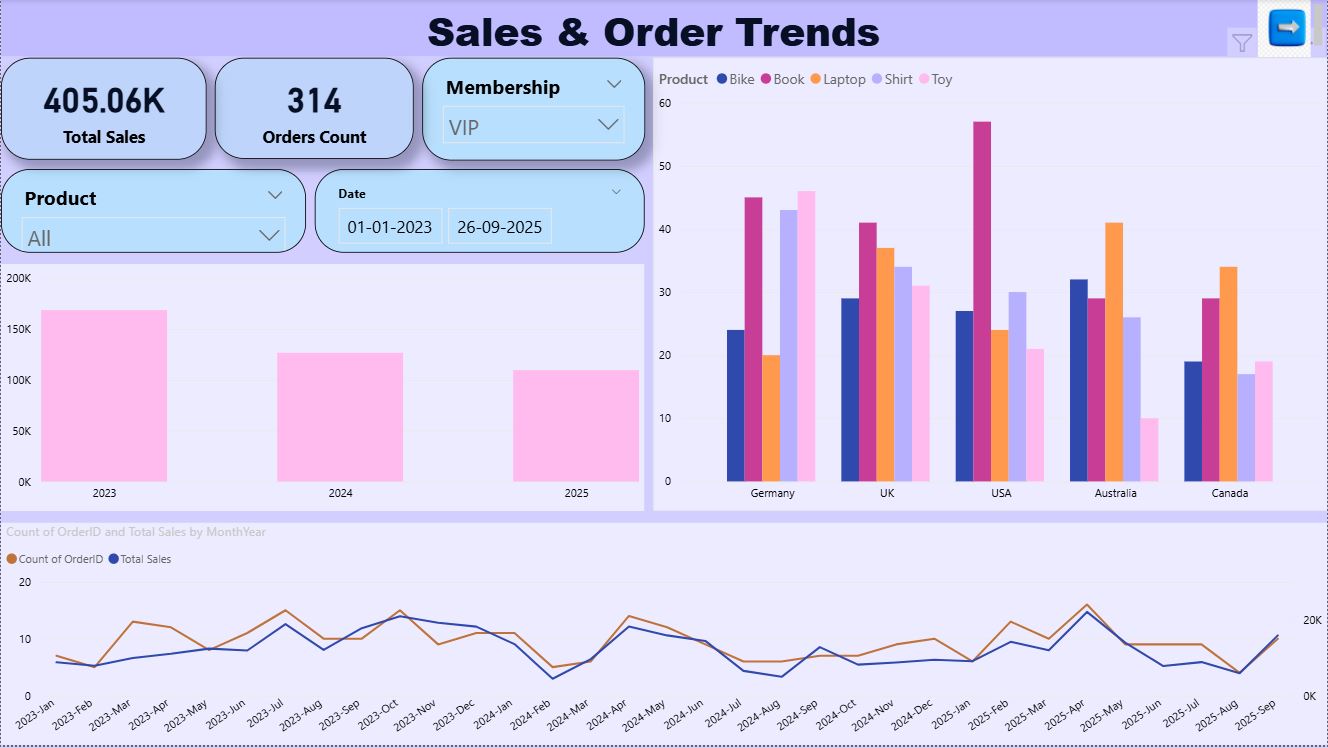 Sales & Order Trends
405.06K
Total Sales
314
Orders Count
Membership
VIP
Product
All
Date
01-01-2023 26-09-2025
Product Bike Book Laptop Shirt Toy
60
50
40
30
20
10
0
Germany UK USA Australia Canada
200K
150K
100K
50K
0K
2023 2024 2025
Count of OrderID and Total Sales by MonthYear
Count of OrderID Total Sales
20
10
0
20K
0K
2023-Jan 2023-Feb 2023-Mar 2023-Apr 2023-May 2023-Jun 2023-Jul 2023-Aug 2023-Sep 2023-Oct 2023-Nov 2023-Dec 2024-Jan 2024-Feb 2024-Mar 2024-Apr 2024-May 2024-Jun 2024-Jul 2024-Aug 2024-Sep 2024-Oct 2024-Nov 2024-Dec 2025-Jan 2025-Feb 2025-Mar 2025-Apr 2025-May 2025-Jun 2025-Jul 2025-Aug 2025-Sep